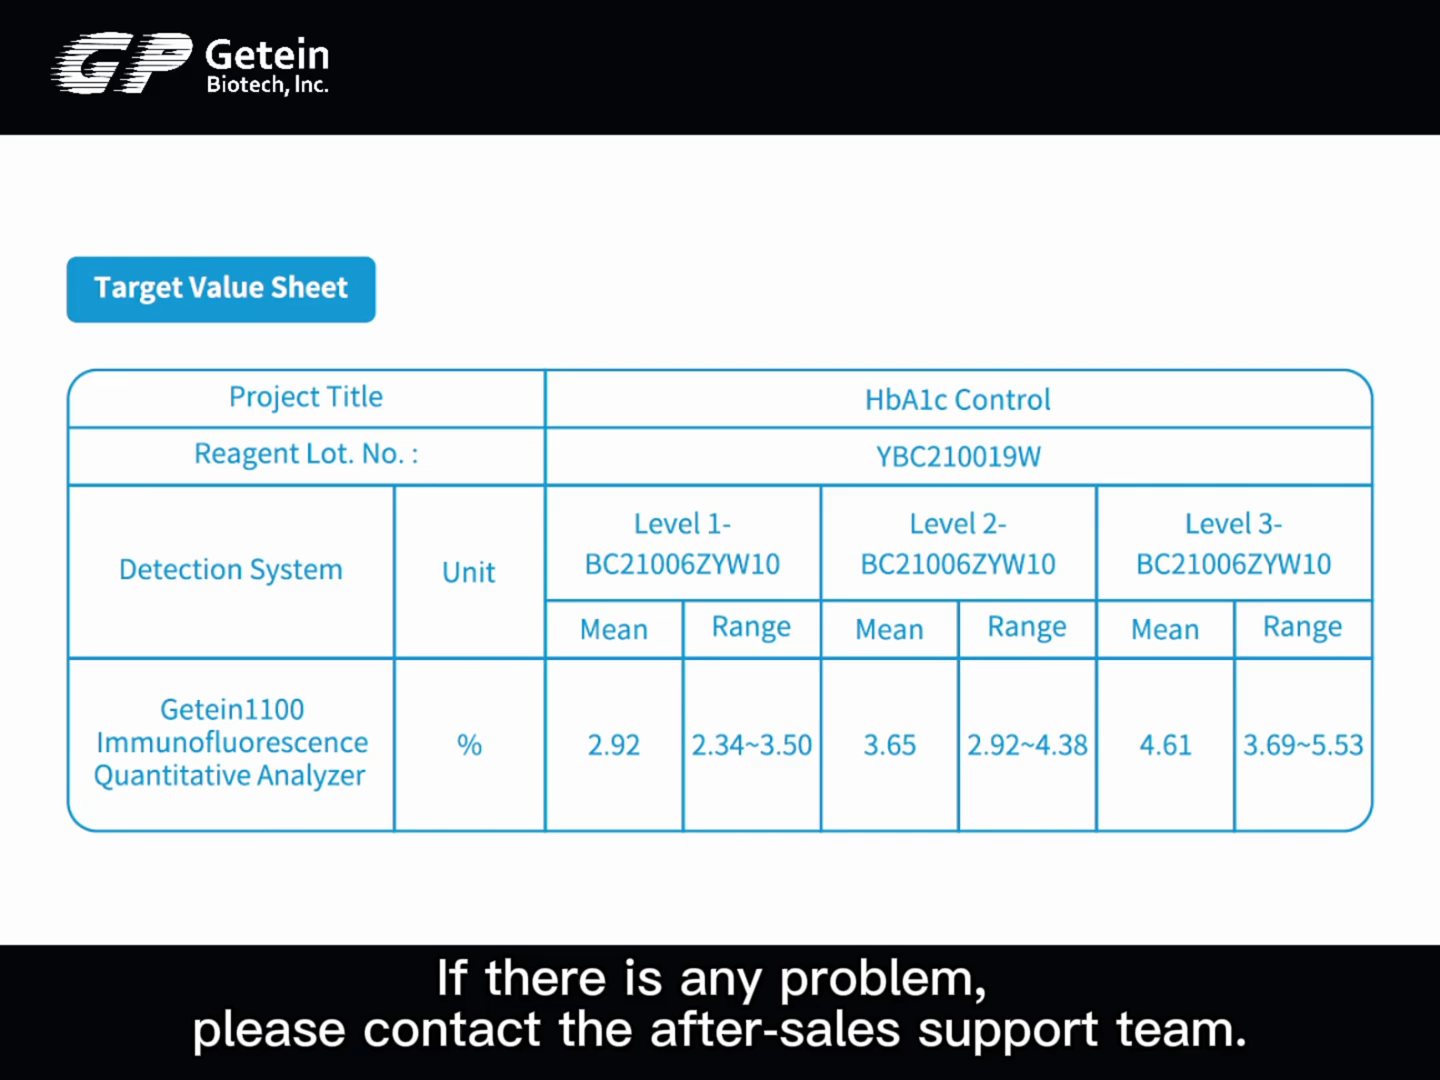 GP Getein
Biotech, Inc.
Target Value Sheet
Project Title
HbA1c Control
Reagent Lot. No. :
YBC210019W
Detection System
Unit
Level 1-
BC21006ZYW10
Level 2-
BC21006ZYW10
Level 3-
BC21006ZYW10
Mean
Range
Mean
Range
Mean
Range
Getein1100
Immunofluorescence
Quantitative Analyzer
%
2.92
2.34~3.50
3.65
2.92~4.38
4.61
3.69~5.53
If there is any problem,
please contact the after-sales support team.